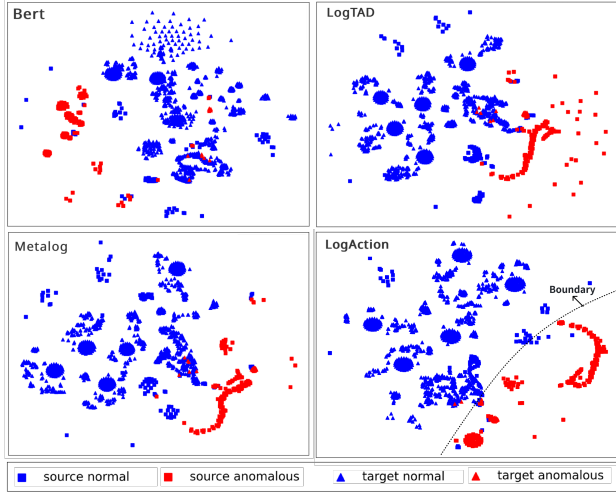 Bert
LogTAD
Metalog
LogAction
Boundary
source normal
source anomalous
target normal
target anomalous